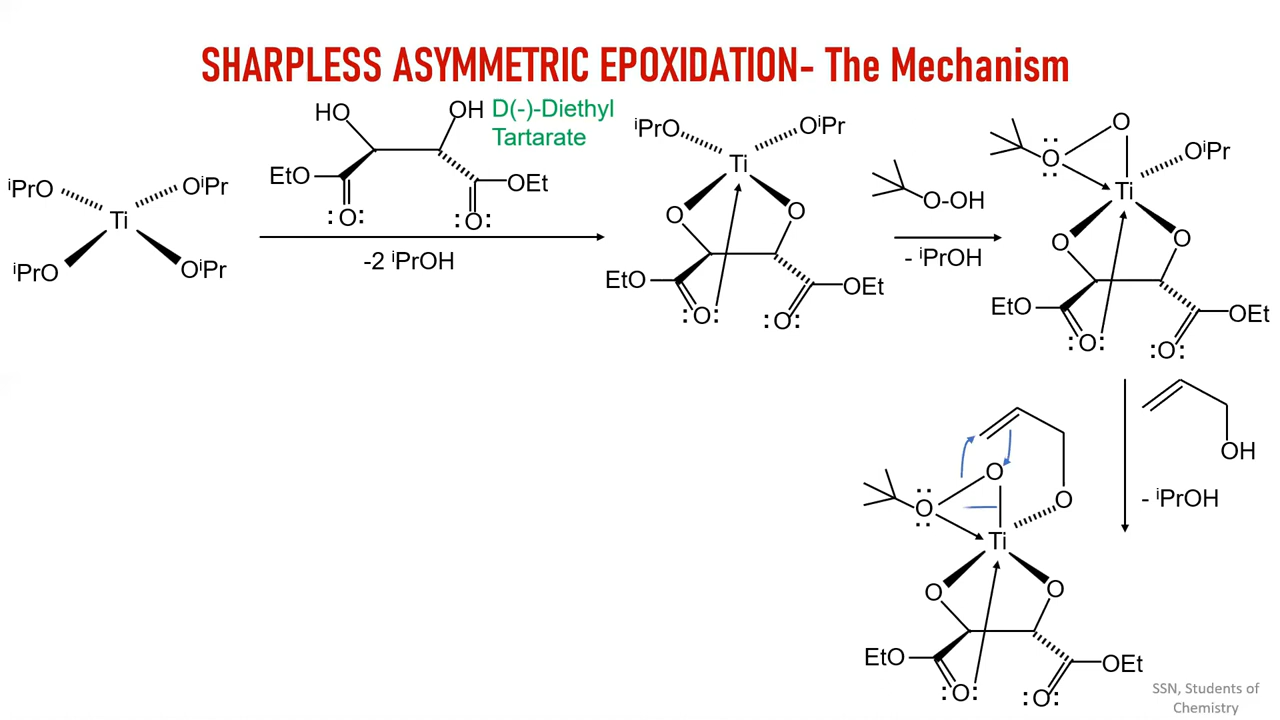 SHARPLESS ASYMMETRIC EPOXIDATION- The Mechanism
HO
OH
D(-)-Diethyl
Tartarate
EtO
OEt
:O:
:O:
ⁱPrO
OⁱPr
Ti
ⁱPrO
OⁱPr
-2 ⁱPrOH
ⁱPrO
OⁱPr
Ti
O
O
EtO
OEt
:O:
:O:
O-OH
- ⁱPrOH
O
O
OⁱPr
Ti
O
O
EtO
OEt
:O:
:O:
OH
- ⁱPrOH
O
O
O
Ti
O
O
EtO
OEt
:O:
:O:
SSN, Students of
Chemistry